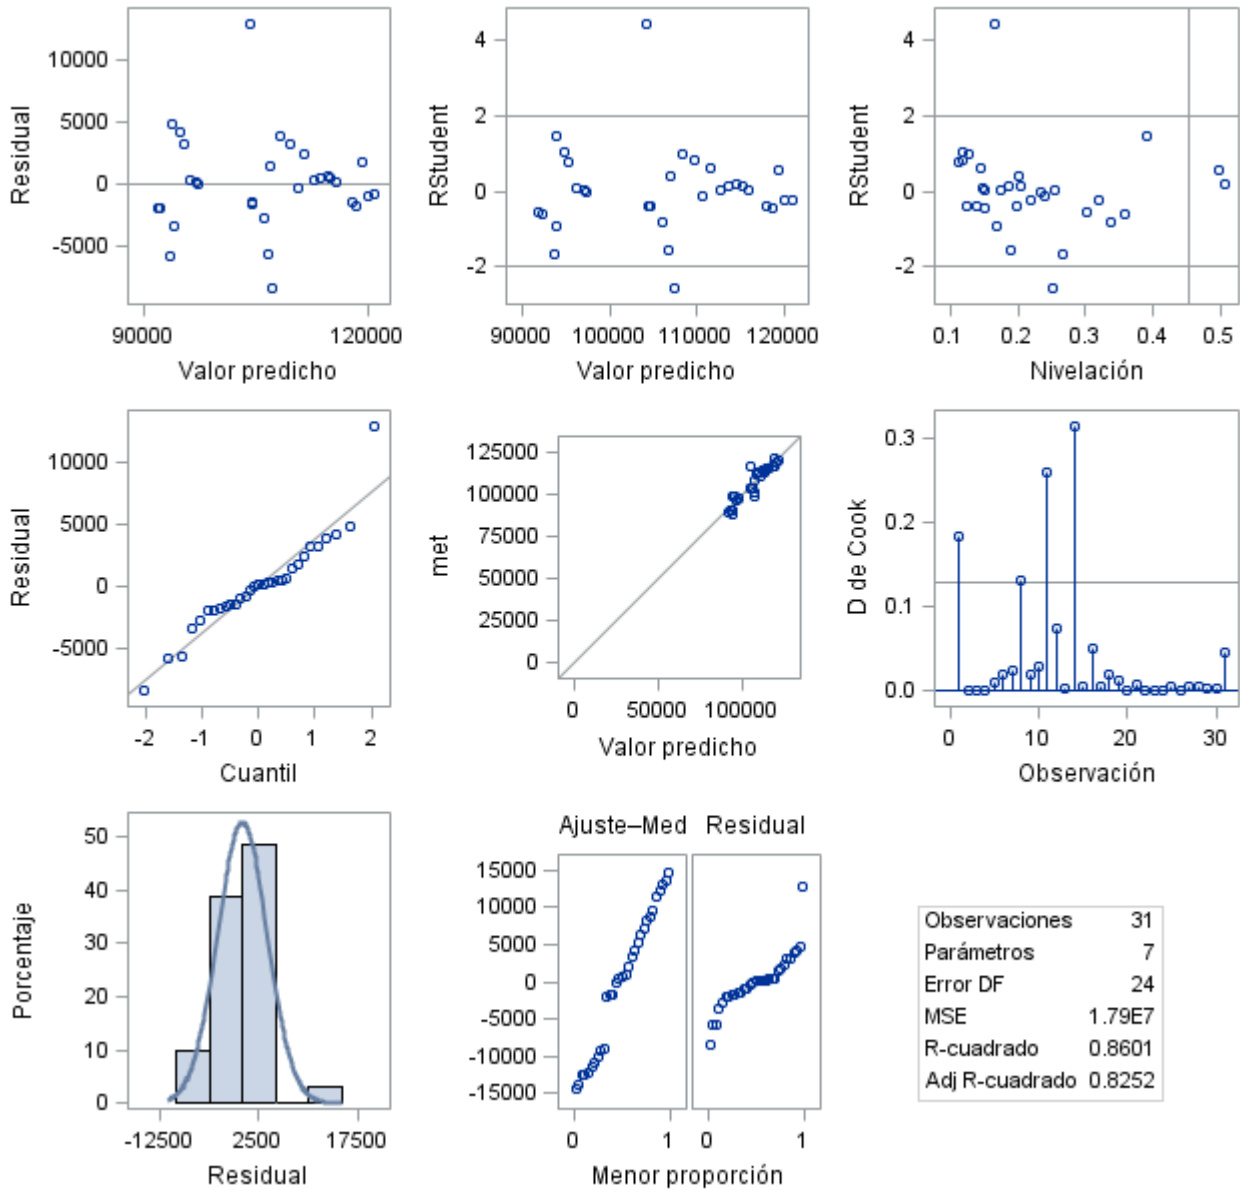 10000
5000
0
-5000
Residual
90000 120000
Valor predicho
4
2
0
-2
RStudent
90000 100000 110000 120000
Valor predicho
4
2
0
-2
RStudent
0.1 0.2 0.3 0.4 0.5
Nivelación
10000
5000
0
-5000
Residual
-2 -1 0 1 2
Cuantil
125000
100000
75000
50000
25000
0
met
0 50000 100000
Valor predicho
0.3
0.2
0.1
0.0
D de Cook
0 10 20 30
Observación
50
40
30
20
10
0
Porcentaje
-12500 2500 17500
Residual
Ajuste–Med Residual
15000
10000
5000
0
-5000
-10000
-15000
0 1 0 1
Menor proporción
Observaciones 31
Parámetros 7
Error DF 24
MSE 1.79E7
R-cuadrado 0.8601
Adj R-cuadrado 0.8252